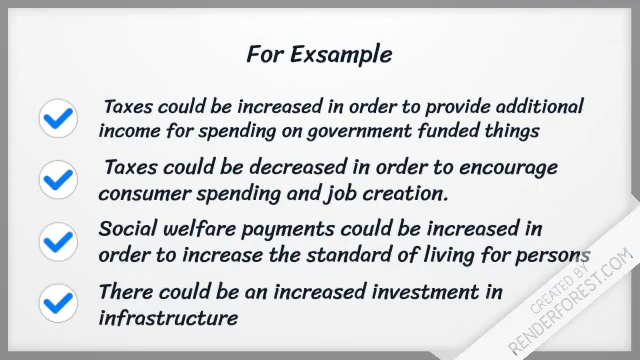 For Exsample
Taxes could be increased in order to provide additional
income for spending on government funded things
Taxes could be decreased in order to encourage
consumer spending and job creation.
Social welfare payments could be increased in
order to increase the standard of living for persons
There could be an increased investment in
infrastructure
CREATED BY
RENDERFOREST.COM